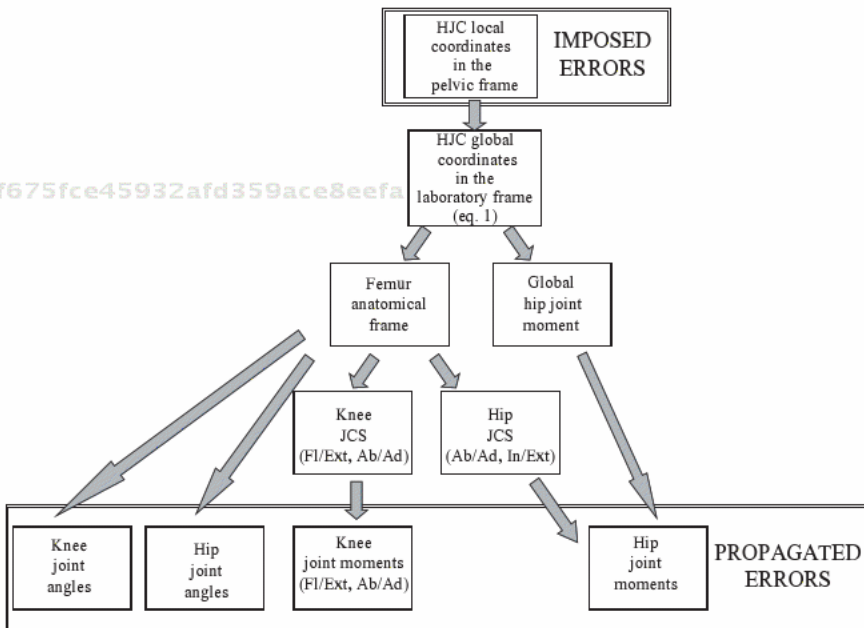 HJC local
coordinates
in the
pelvic frame
IMPOSED
ERRORS
HJC global
coordinates
in the
laboratory frame
(eq. 1)
f675fce45932afd359ace8eefa
Femur
anatomical
frame
Global
hip joint
moment
Knee
JCS
(Fl/Ext, Ab/Ad)
Hip
JCS
(Ab/Ad, In/Ext)
Knee
joint
angles
Hip
joint
angles
Knee
joint moments
(Fl/Ext, Ab/Ad)
Hip
joint
moments
PROPAGATED
ERRORS